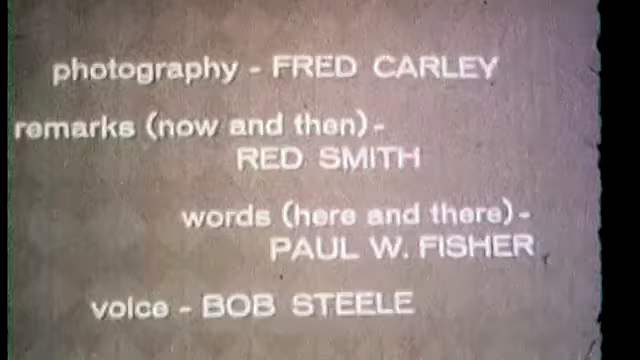 photography - FRED CARLEY
remarks (now and then) -
RED SMITH
words (here and there) -
PAUL W. FISHER
voice - BOB STEELE